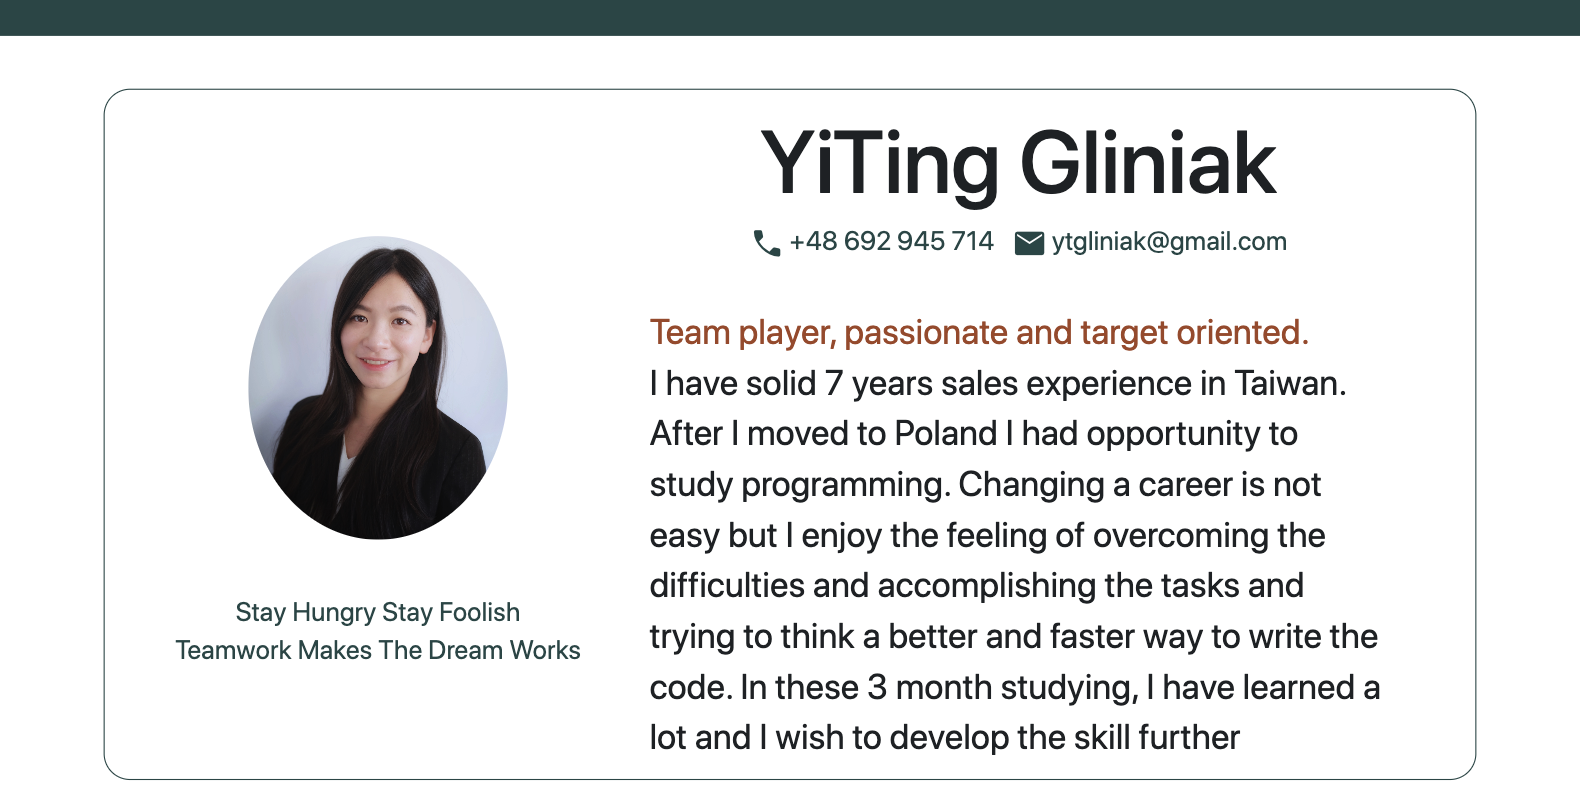 YiTing Gliniak
+48 692 945 714 ytgliniak@gmail.com
Team player, passionate and target oriented.
I have solid 7 years sales experience in Taiwan.
After I moved to Poland I had opportunity to
study programming. Changing a career is not
easy but I enjoy the feeling of overcoming the
difficulties and accomplishing the tasks and
trying to think a better and faster way to write the
code. In these 3 month studying, I have learned a
lot and I wish to develop the skill further
Stay Hungry Stay Foolish
Teamwork Makes The Dream Works